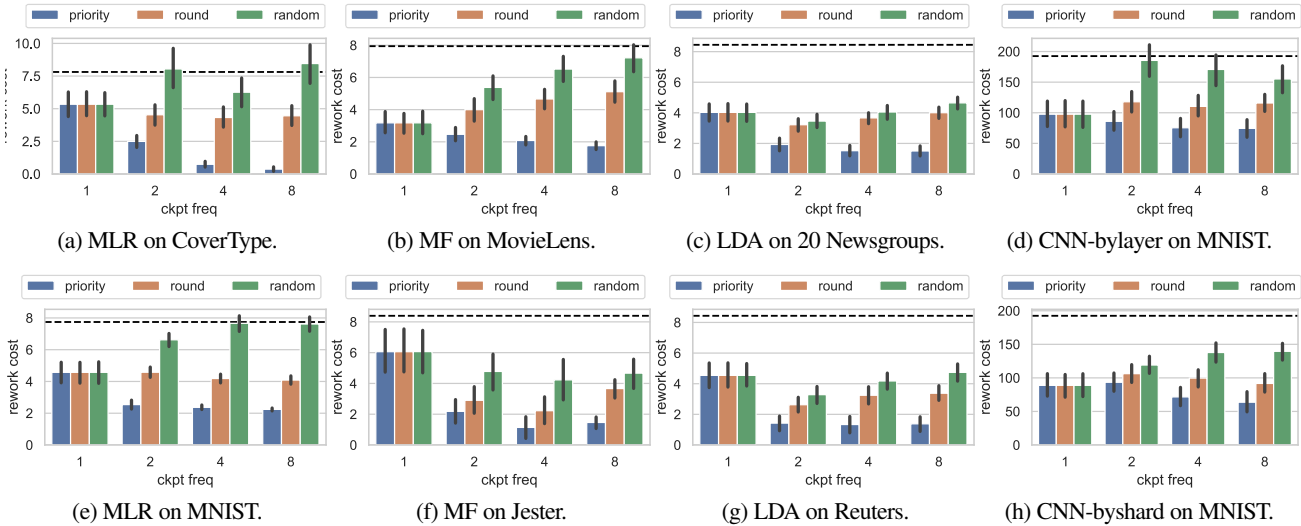 priority round random priority round random priority round random priority round random
10.0
7.5
5.0
2.5
0.0
rework cost
1 2 4 8
ckpt freq
8
6
4
2
0
rework cost
1 2 4 8
ckpt freq
8
6
4
2
0
rework cost
1 2 4 8
ckpt freq
200
150
100
50
0
rework cost
1 2 4 8
ckpt freq
(a) MLR on CoverType. (b) MF on MovieLens. (c) LDA on 20 Newsgroups. (d) CNN-bylayer on MNIST.
priority round random priority round random priority round random priority round random
8
6
4
2
0
rework cost
1 2 4 8
ckpt freq
8
6
4
2
0
rework cost
1 2 4 8
ckpt freq
8
6
4
2
0
rework cost
1 2 4 8
ckpt freq
200
150
100
50
0
rework cost
1 2 4 8
ckpt freq
(e) MLR on MNIST. (f) MF on Jester. (g) LDA on Reuters. (h) CNN-byshard on MNIST.